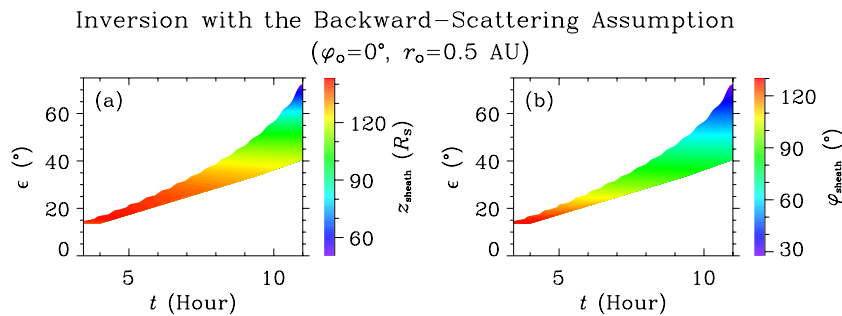 Inversion with the Backward-Scattering Assumption
(φo=0°, ro=0.5 AU)
(a)
60
40
20
0
ϵ (°)
5
10
t (Hour)
120
90
60
zsheath (RS)
(b)
60
40
20
0
ϵ (°)
5
10
t (Hour)
120
90
60
30
φsheath (°)